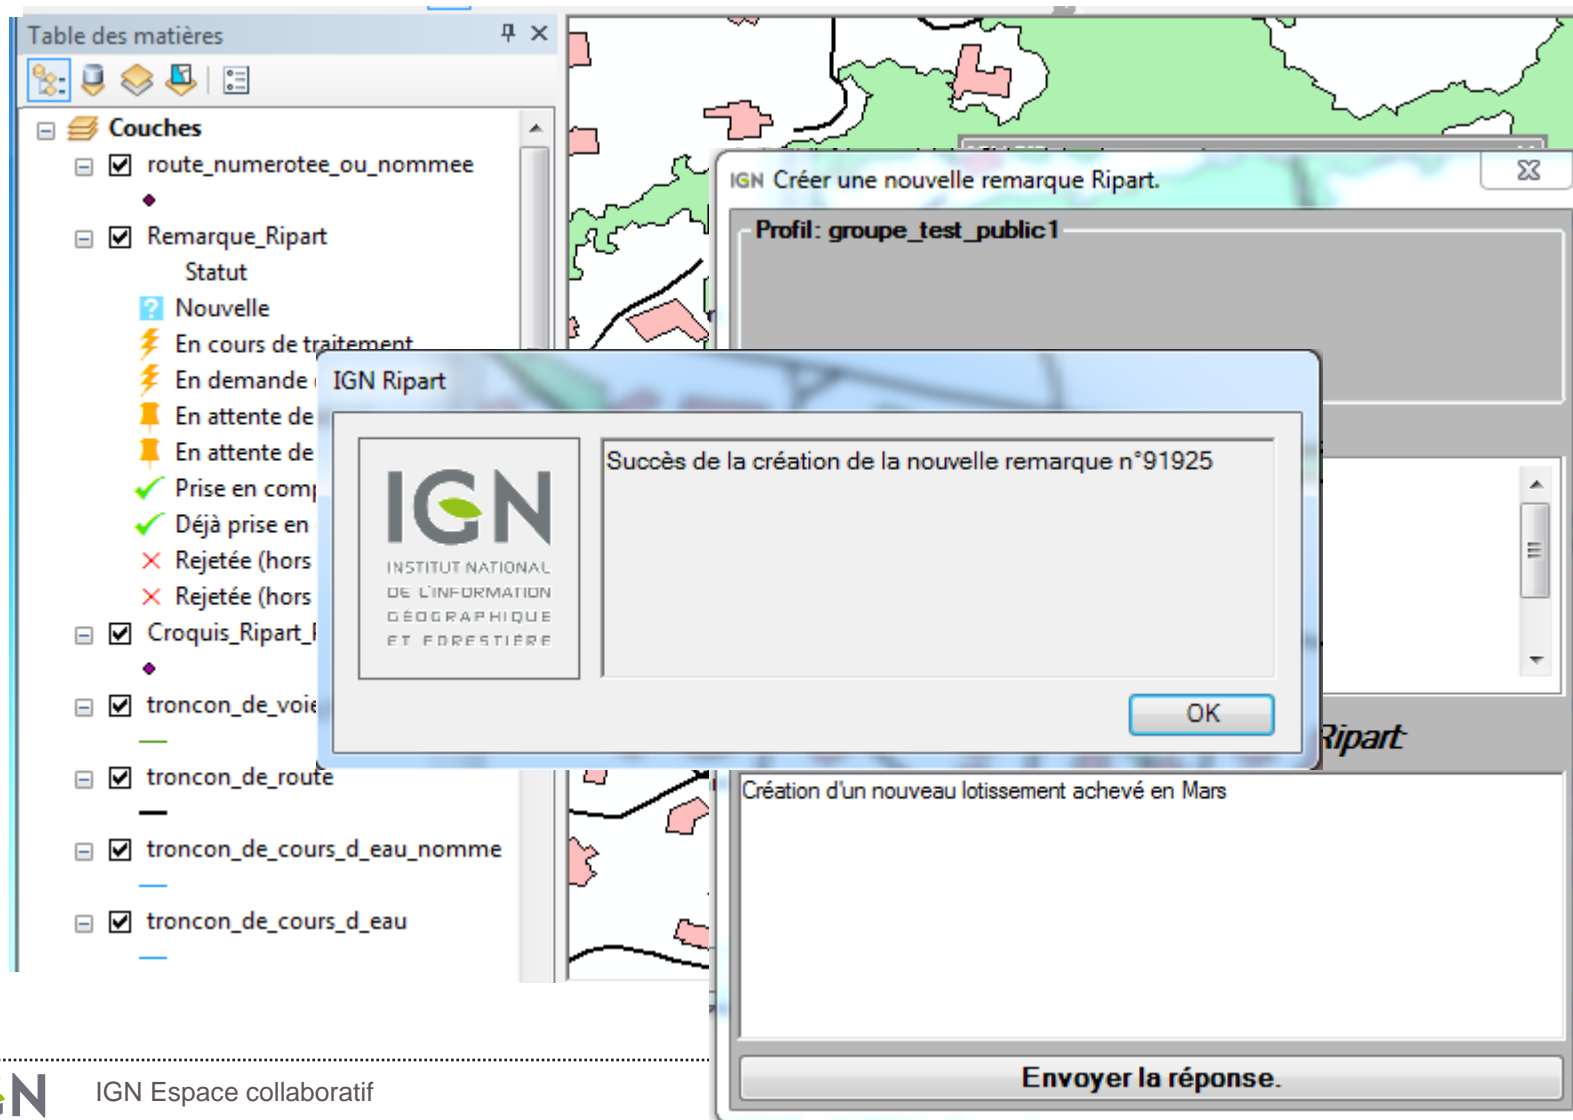 Table des matières
Couches
route_numerotee_ou_nommee
Remarque_Ripart
Statut
Nouvelle
En cours de traitement
En demande
En attente de
En attente de
Prise en comp
Déjà prise en
Rejetée (hors
Rejetée (hors
Croquis_Ripart_
troncon_de_voie
troncon_de_route
troncon_de_cours_d_eau_nomme
troncon_de_cours_d_eau
IGN Créer une nouvelle remarque Ripart.
Profil: groupe_test_public1
IGN Ripart
IGN
INSTITUT NATIONAL
DE L'INFORMATION
GÉOGRAPHIQUE
ET FORESTIÈRE
Succès de la création de la nouvelle remarque n°91925
OK
Ripart:
Création d'un nouveau lotissement achevé en Mars
Envoyer la réponse.
IGN Espace collaboratif